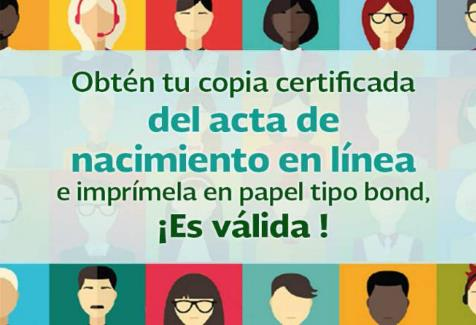 Obtén tu copia certificada
del acta de
nacimiento en línea
e imprímela en papel tipo bond,
¡Es válida !